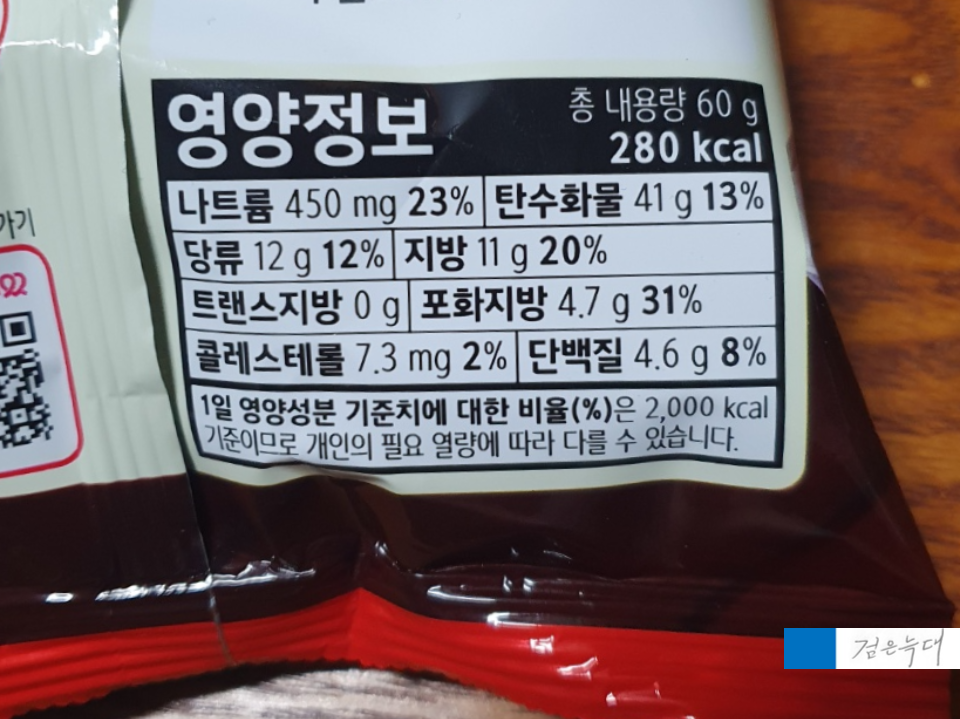 영양정보
총 내용량 60 g
280 kcal
나트륨 450 mg 23% 탄수화물 41 g 13%
당류 12 g 12% 지방 11 g 20%
트랜스지방 0 g 포화지방 4.7 g 31%
콜레스테롤 7.3 mg 2% 단백질 4.6 g 8%
1일 영양성분 기준치에 대한 비율(%)은 2,000 kcal
기준이므로 개인의 필요 열량에 따라 다를 수 있습니다.
가기
검은늑대